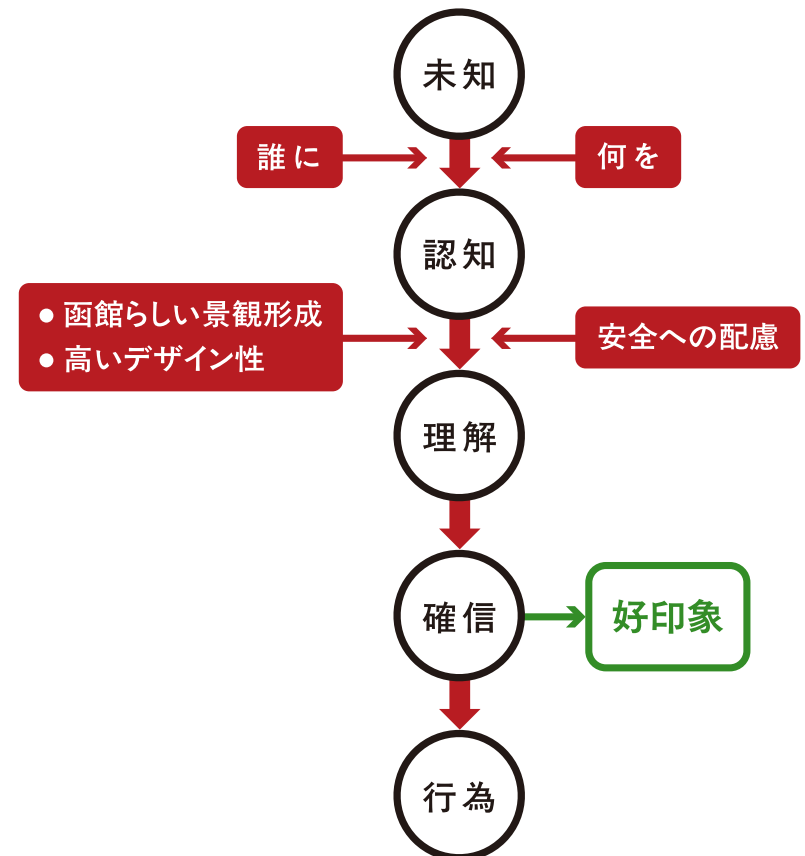 未知
誰に
何を
認知
● 函館らしい景観形成
● 高いデザイン性
安全への配慮
理解
確信
好印象
行為